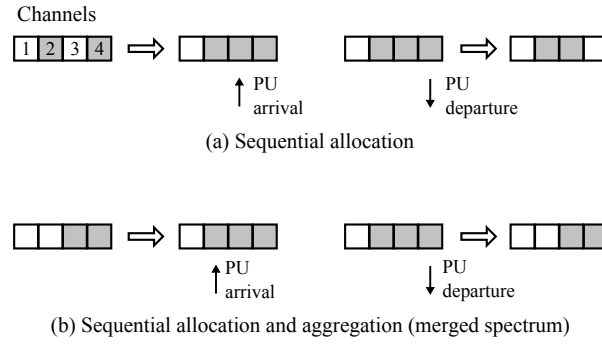 Channels
1 2 3 4
PU arrival
PU departure
(a) Sequential allocation
PU arrival
PU departure
(b) Sequential allocation and aggregation (merged spectrum)